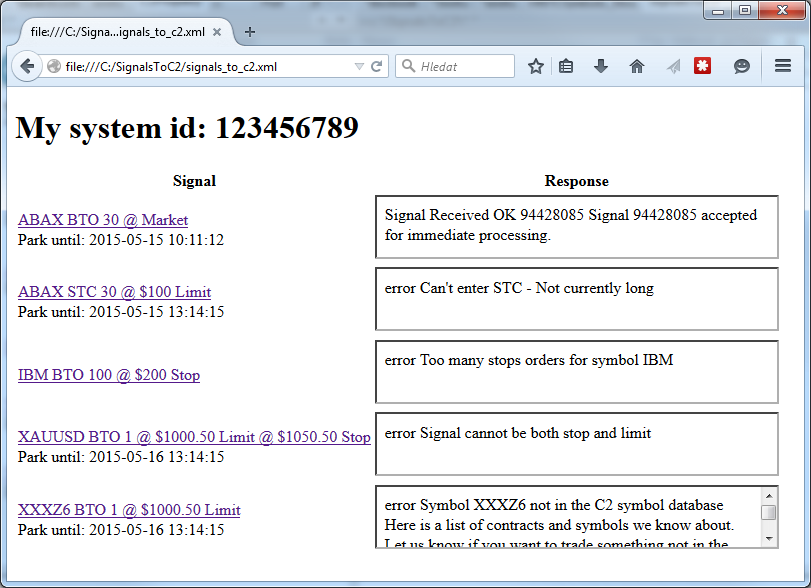 file:///C:/Signa...ignals_to_c2.xml
file:///C:/SignalsToC2/signals_to_c2.xml
Hledat
My system id: 123456789
Signal Response
ABAX BTO 30 @ Market
Park until: 2015-05-15 10:11:12
Signal Received OK 94428085 Signal 94428085 accepted
for immediate processing.
ABAX STC 30 @ $100 Limit
Park until: 2015-05-15 13:14:15
error Can't enter STC - Not currently long
IBM BTO 100 @ $200 Stop
error Too many stops orders for symbol IBM
XAUUSD BTO 1 @ $1000.50 Limit @ $1050.50 Stop
Park until: 2015-05-16 13:14:15
error Signal cannot be both stop and limit
XXXZ6 BTO 1 @ $1000.50 Limit
Park until: 2015-05-16 13:14:15
error Symbol XXXZ6 not in the C2 symbol database
Here is a list of contracts and symbols we know about.
Let us know if you want to trade something not in the